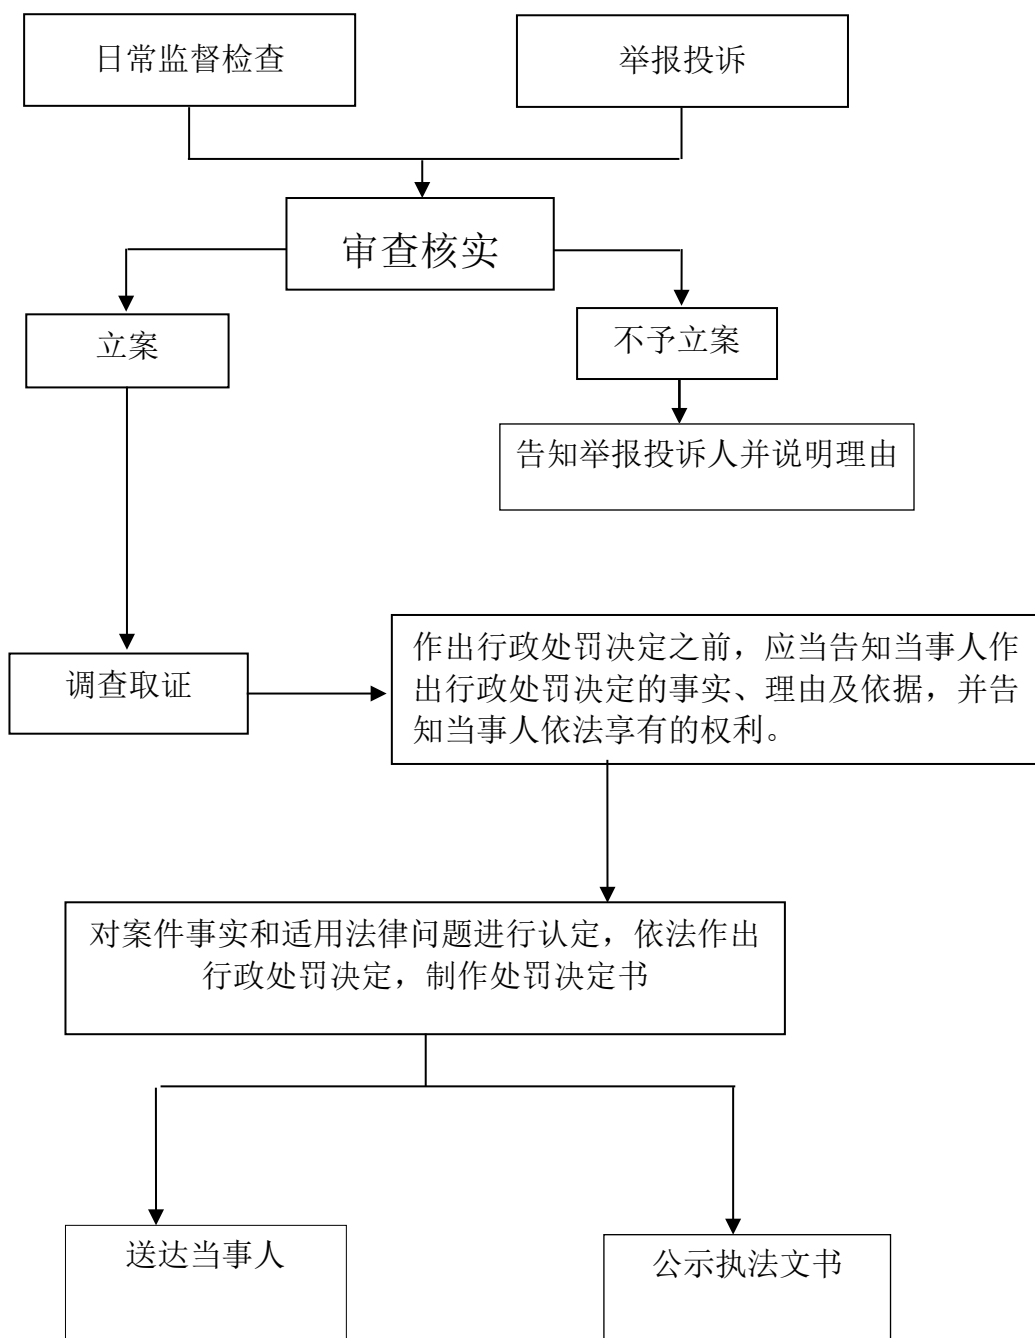 日常监督检查
举报投诉
审查核实
立案
不予立案
告知举报投诉人并说明理由
调查取证
作出行政处罚决定之前，应当告知当事人作
出行政处罚决定的事实、理由及依据，并告
知当事人依法享有的权利。
对案件事实和适用法律问题进行认定，依法作出
行政处罚决定，制作处罚决定书
送达当事人
公示执法文书